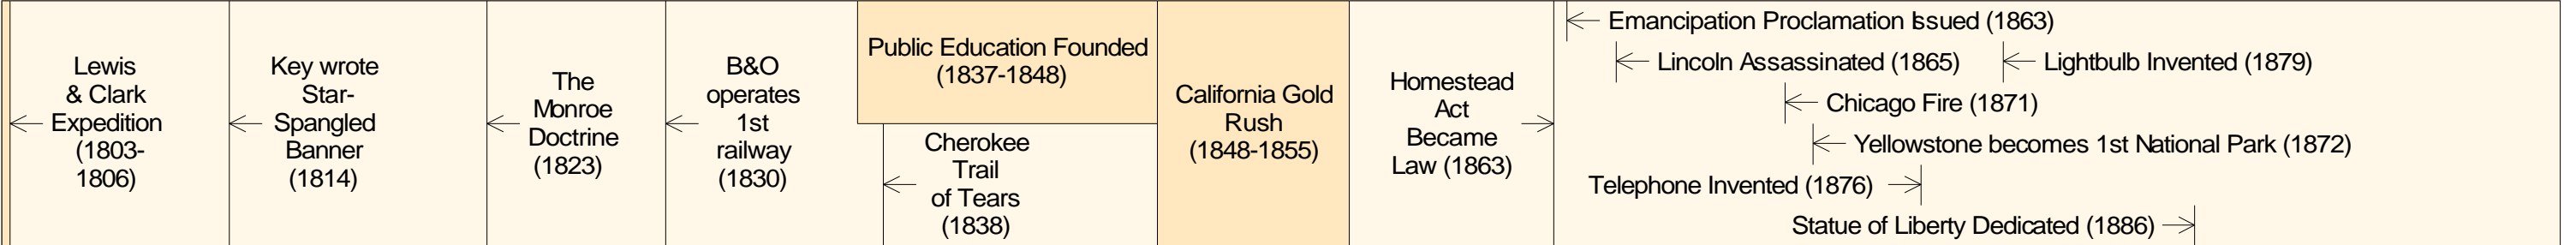 Lewis
& Clark
Expedition
(1803-
1806)
Key wrote
Star-
Spangled
Banner
(1814)
The
Monroe
Doctrine
(1823)
B&O
operates
1st
railway
(1830)
Public Education Founded
(1837-1848)
Cherokee
Trail
of Tears
(1838)
California Gold
Rush
(1848-1855)
Homestead
Act
Became
Law (1863)
Emancipation Proclamation Issued (1863)
Lincoln Assassinated (1865)
Lightbulb Invented (1879)
Chicago Fire (1871)
Yellowstone becomes 1st National Park (1872)
Telephone Invented (1876)
Statue of Liberty Dedicated (1886)